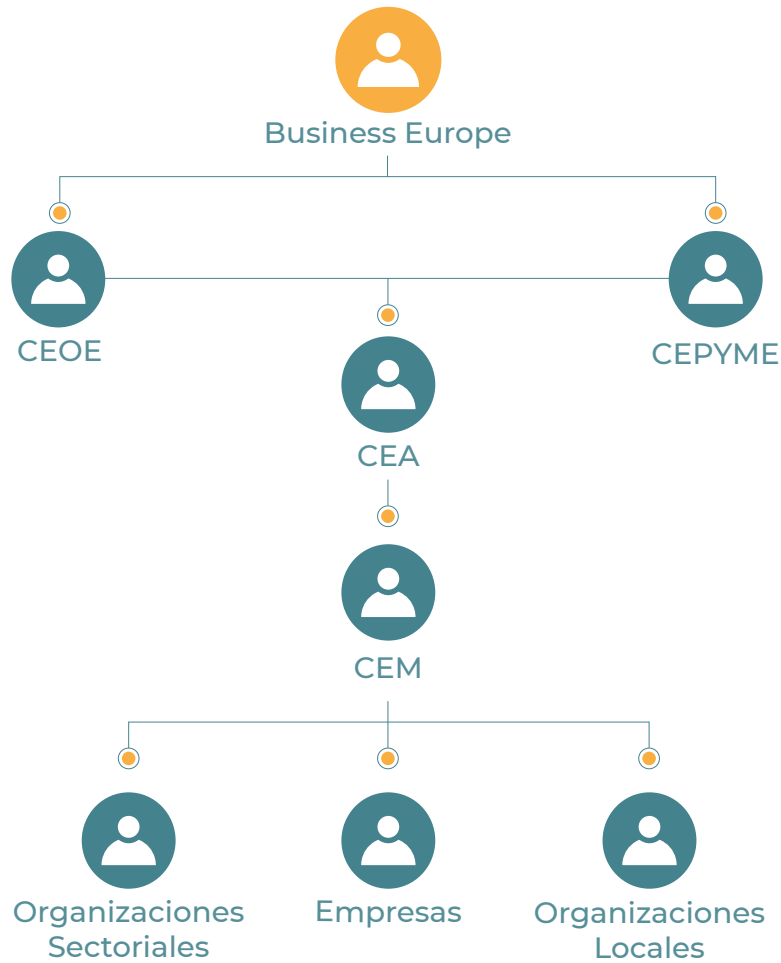 Business Europe
CEOE
CEPYME
CEA
CEM
Organizaciones
Sectoriales
Empresas
Organizaciones
Locales